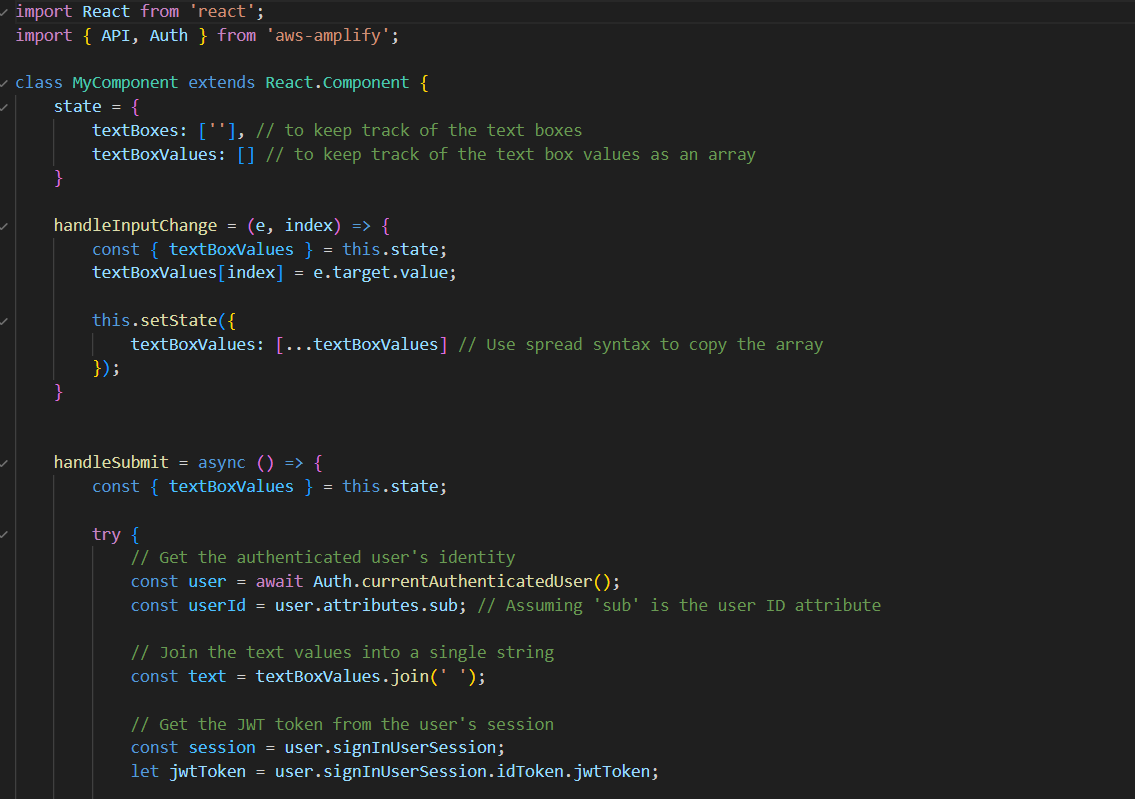 import React from 'react';
import { API, Auth } from 'aws-amplify';

class MyComponent extends React.Component {
    state = {
        textBoxes: [''], // to keep track of the text boxes
        textBoxValues: [] // to keep track of the text box values as an array
    }

    handleInputChange = (e, index) => {
        const { textBoxValues } = this.state;
        textBoxValues[index] = e.target.value;

        this.setState({
            textBoxValues: [...textBoxValues] // Use spread syntax to copy the array
        });
    }


    handleSubmit = async () => {
        const { textBoxValues } = this.state;

        try {
            // Get the authenticated user's identity
            const user = await Auth.currentAuthenticatedUser();
            const userId = user.attributes.sub; // Assuming 'sub' is the user ID attribute

            // Join the text values into a single string
            const text = textBoxValues.join(' ');

            // Get the JWT token from the user's session
            const session = user.signInUserSession;
            let jwtToken = user.signInUserSession.idToken.jwtToken;